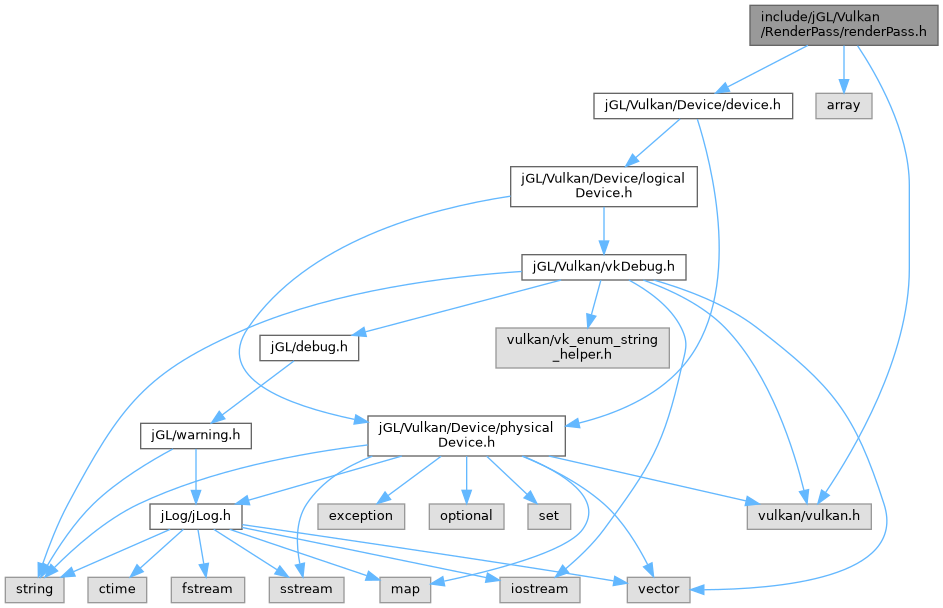 include/jGL/Vulkan
/RenderPass/renderPass.h
jGL/Vulkan/Device/device.h
array
jGL/Vulkan/Device/logical
Device.h
jGL/Vulkan/vkDebug.h
vulkan/vk_enum_string
_helper.h
jGL/debug.h
jGL/warning.h
jGL/Vulkan/Device/physical
Device.h
jLog/jLog.h
exception
optional
set
vulkan/vulkan.h
string
ctime
fstream
sstream
map
iostream
vector